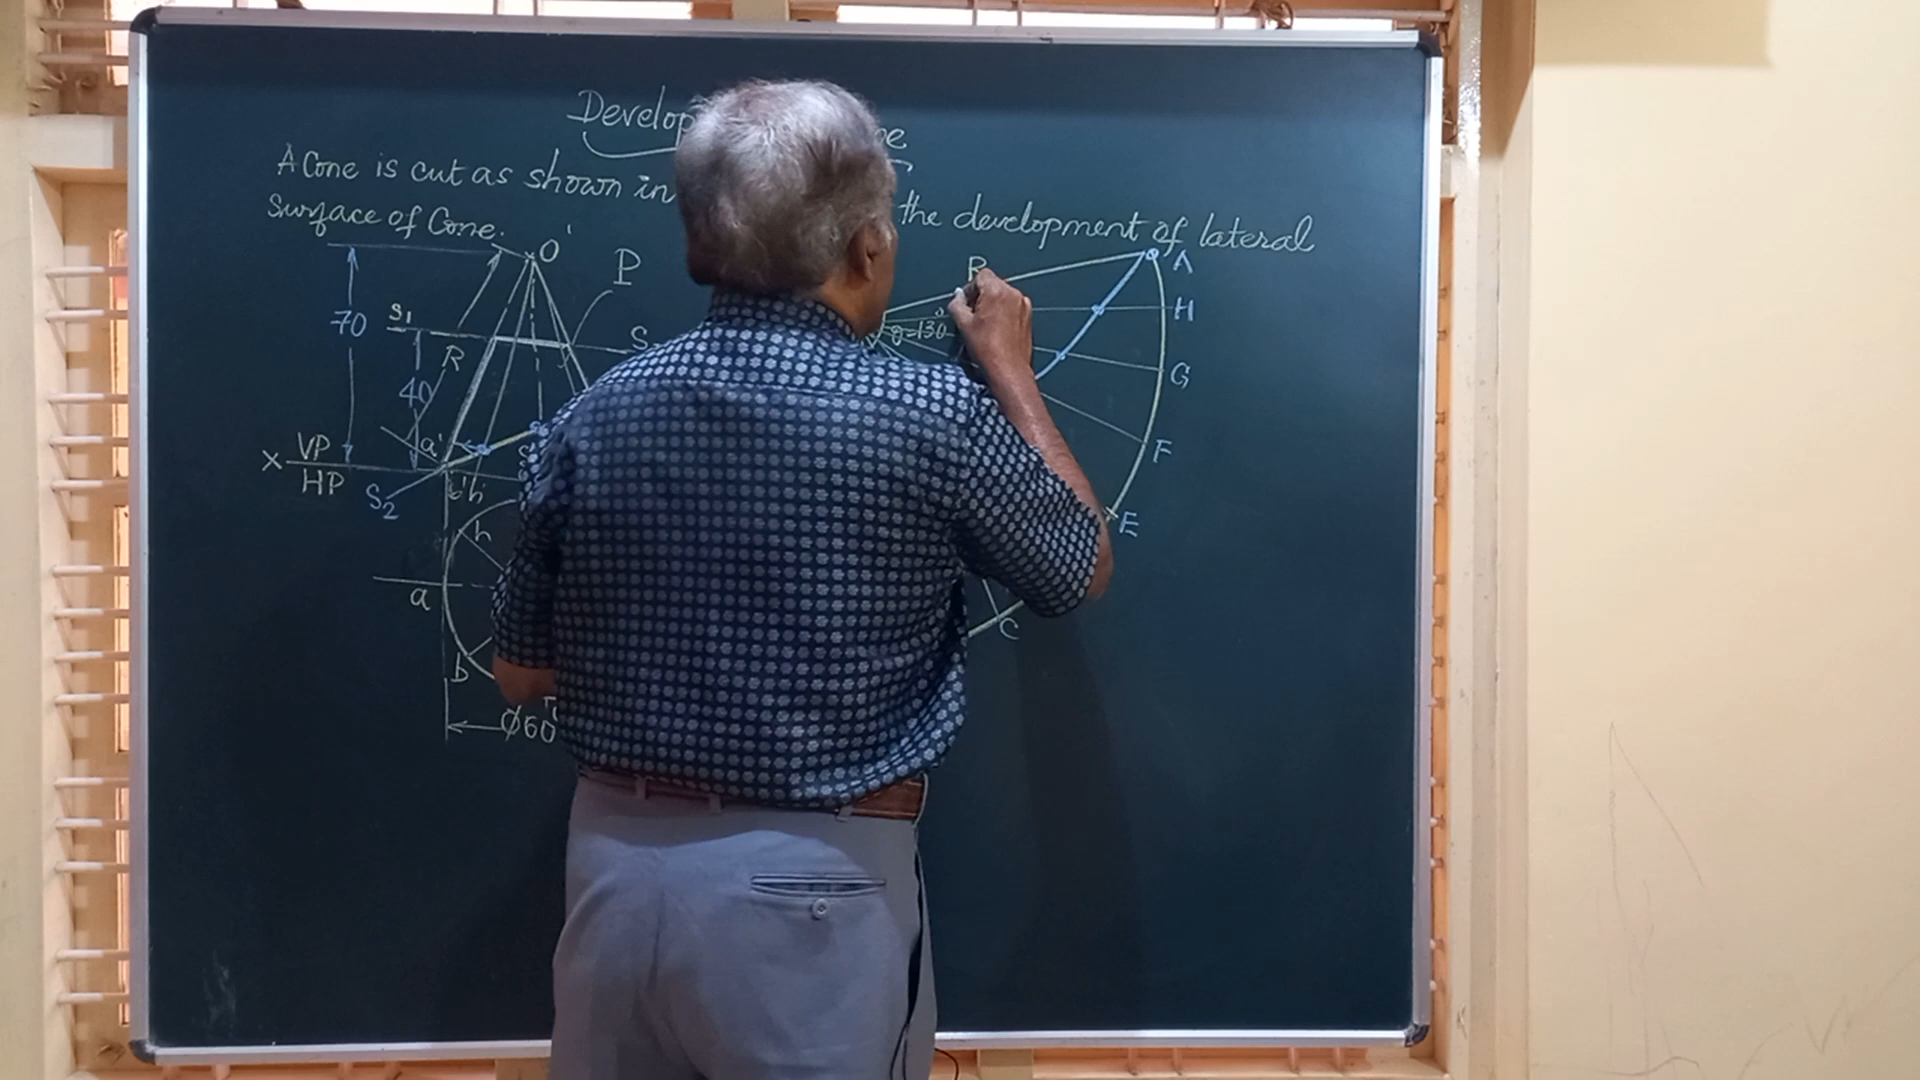 Develop
A Cone is cut as shown in the development of lateral
Surface of Cone.
O'
P
R
A
70
S1
S
θ=130
H
R
40
G
X VP
HP
a'
F
S2
b'h'
E
h
a
C
b
Ø60